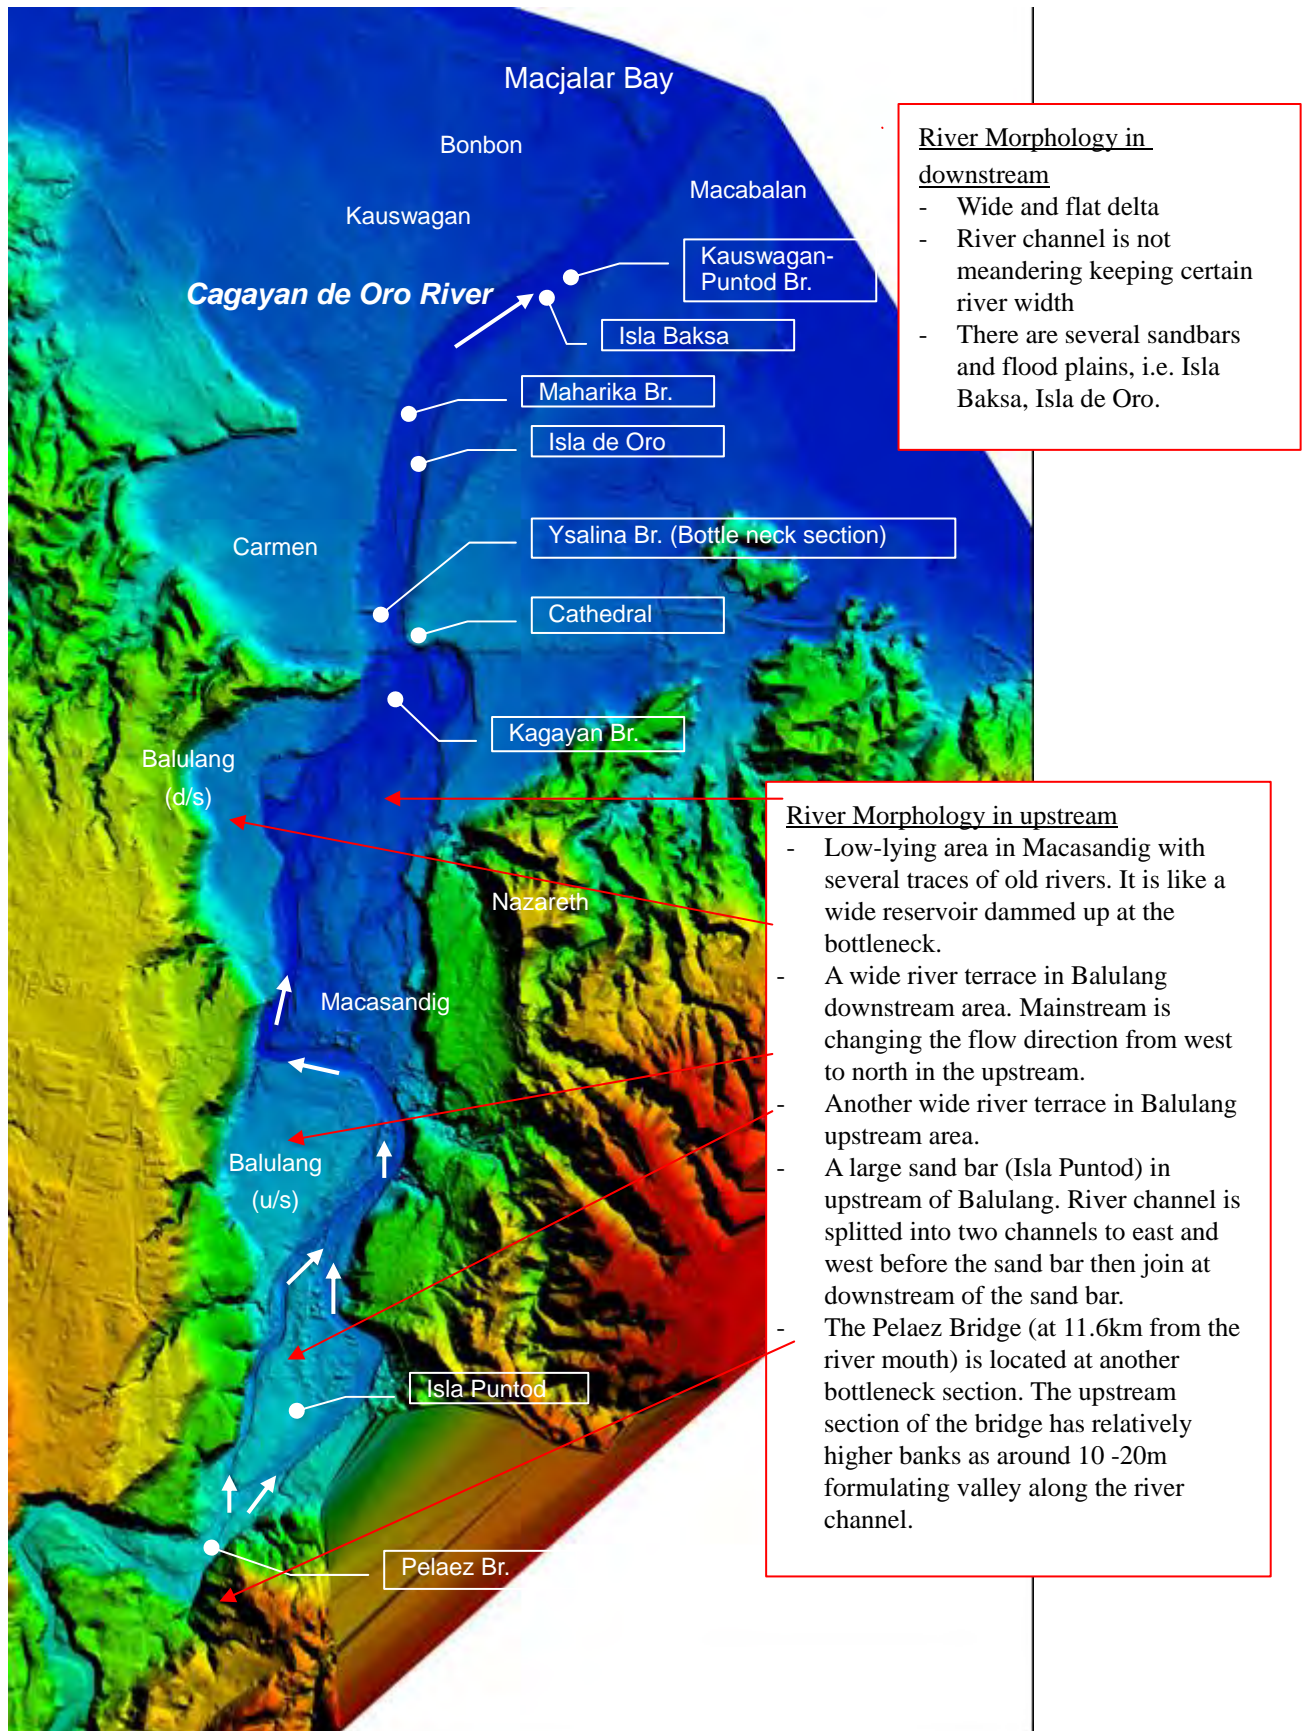 Macjalar Bay
Bonbon
Macabalan
Kauswagan
Kauswagan-
Puntod Br.
Cagayan de Oro River
Isla Baksa
Maharika Br.
Isla de Oro
Ysalina Br. (Bottle neck section)
Carmen
Cathedral
Kagayan Br.
Balulang
(d/s)
Nazareth
Macasandig
Balulang
(u/s)
Isla Puntod
Pelaez Br.
River Morphology in
downstream
- Wide and flat delta
- River channel is not
meandering keeping certain
river width
- There are several sandbars
and flood plains, i.e. Isla
Baksa, Isla de Oro.
River Morphology in upstream
- Low-lying area in Macasandig with
several traces of old rivers. It is like a
wide reservoir dammed up at the
bottleneck.
- A wide river terrace in Balulang
downstream area. Mainstream is
changing the flow direction from west
to north in the upstream.
- Another wide river terrace in Balulang
upstream area.
- A large sand bar (Isla Puntod) in
upstream of Balulang. River channel is
splitted into two channels to east and
west before the sand bar then join at
downstream of the sand bar.
- The Pelaez Bridge (at 11.6km from the
river mouth) is located at another
bottleneck section. The upstream
section of the bridge has relatively
higher banks as around 10 -20m
formulating valley along the river
channel.